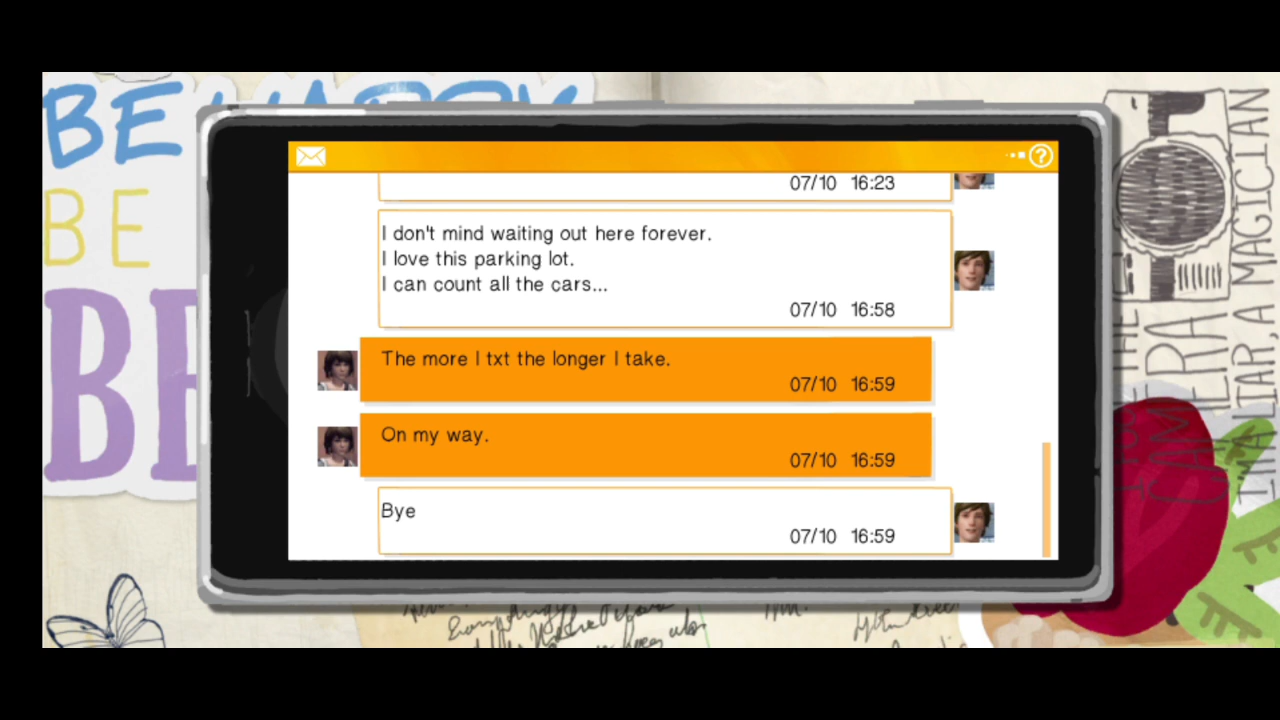 BE HAPPY
BE
BE
07/10 16:23
I don't mind waiting out here forever.
I love this parking lot.
I can count all the cars...
07/10 16:58
The more I txt the longer I take.
07/10 16:59
On my way.
07/10 16:59
Bye
07/10 16:59
THE
CAMERA
I'M A LIAR, A MAGICIAN